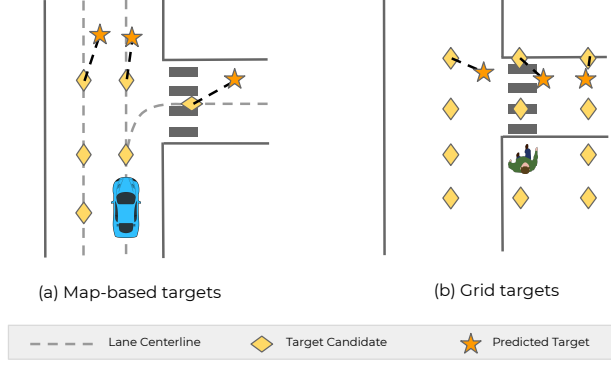 (a) Map-based targets
(b) Grid targets
Lane Centerline
Target Candidate
Predicted Target